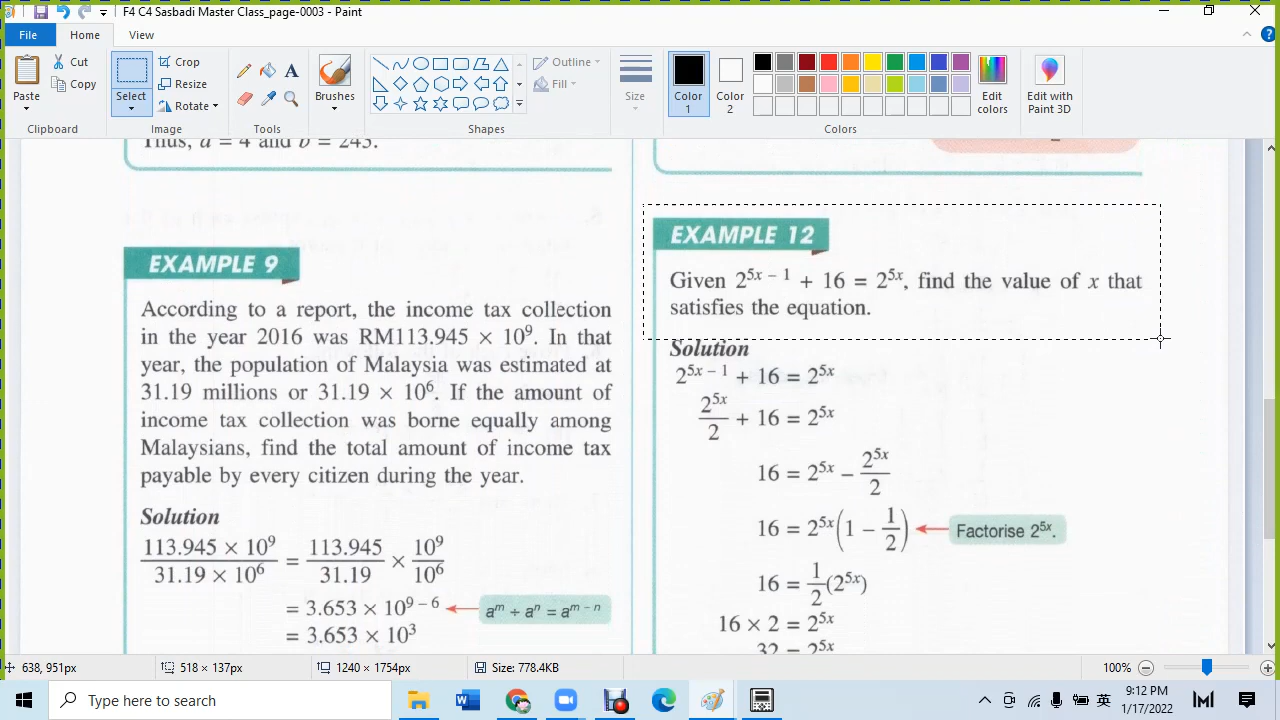 F4 C4 Sasbadi Master Class_page-0003 - Paint
File Home View
Paste
Cut
Copy
Clipboard
Select
Crop
Resize
Rotate
Image
A
Tools
Brushes
Outline
Fill
Shapes
Size
Color 1
Color 2
Colors
Edit colors
Edit with Paint 3D
Thus, a = 4 and b = 243.
EXAMPLE 9
According to a report, the income tax collection
in the year 2016 was RM113.945 × 10⁹. In that
year, the population of Malaysia was estimated at
31.19 millions or 31.19 × 10⁶. If the amount of
income tax collection was borne equally among
Malaysians, find the total amount of income tax
payable by every citizen during the year.
Solution
113.945 × 10⁹ / 31.19 × 10⁶ = 113.945 / 31.19 × 10⁹ / 10⁶
= 3.653 × 10⁹ ⁻ ⁶ aᵐ ÷ aⁿ = aᵐ ⁻ ⁿ
= 3.653 × 10³
EXAMPLE 12
Given 2⁵ˣ ⁻ ¹ + 16 = 2⁵ˣ, find the value of x that
satisfies the equation.
Solution
2⁵ˣ ⁻ ¹ + 16 = 2⁵ˣ
2⁵ˣ / 2 + 16 = 2⁵ˣ
16 = 2⁵ˣ − 2⁵ˣ / 2
16 = 2⁵ˣ(1 − 1/2) Factorise 2⁵ˣ.
16 = 1/2(2⁵ˣ)
16 × 2 = 2⁵ˣ
32 = 2⁵ˣ
638, 951px 518 × 137px 1240 × 1754px Size: 778.4KB 100%
Type here to search
英
9:12 PM
1/17/2022